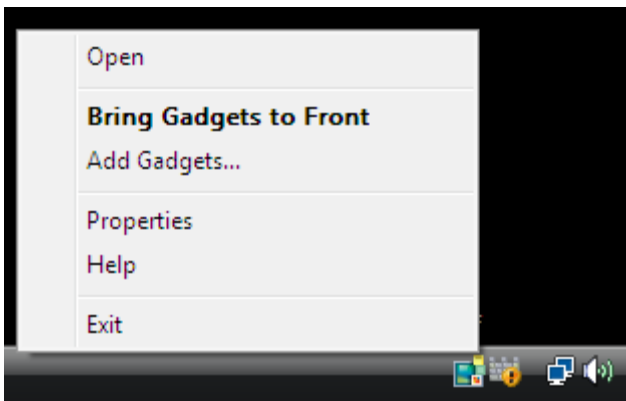 Open
Bring Gadgets to Front
Add Gadgets...
Properties
Help
Exit